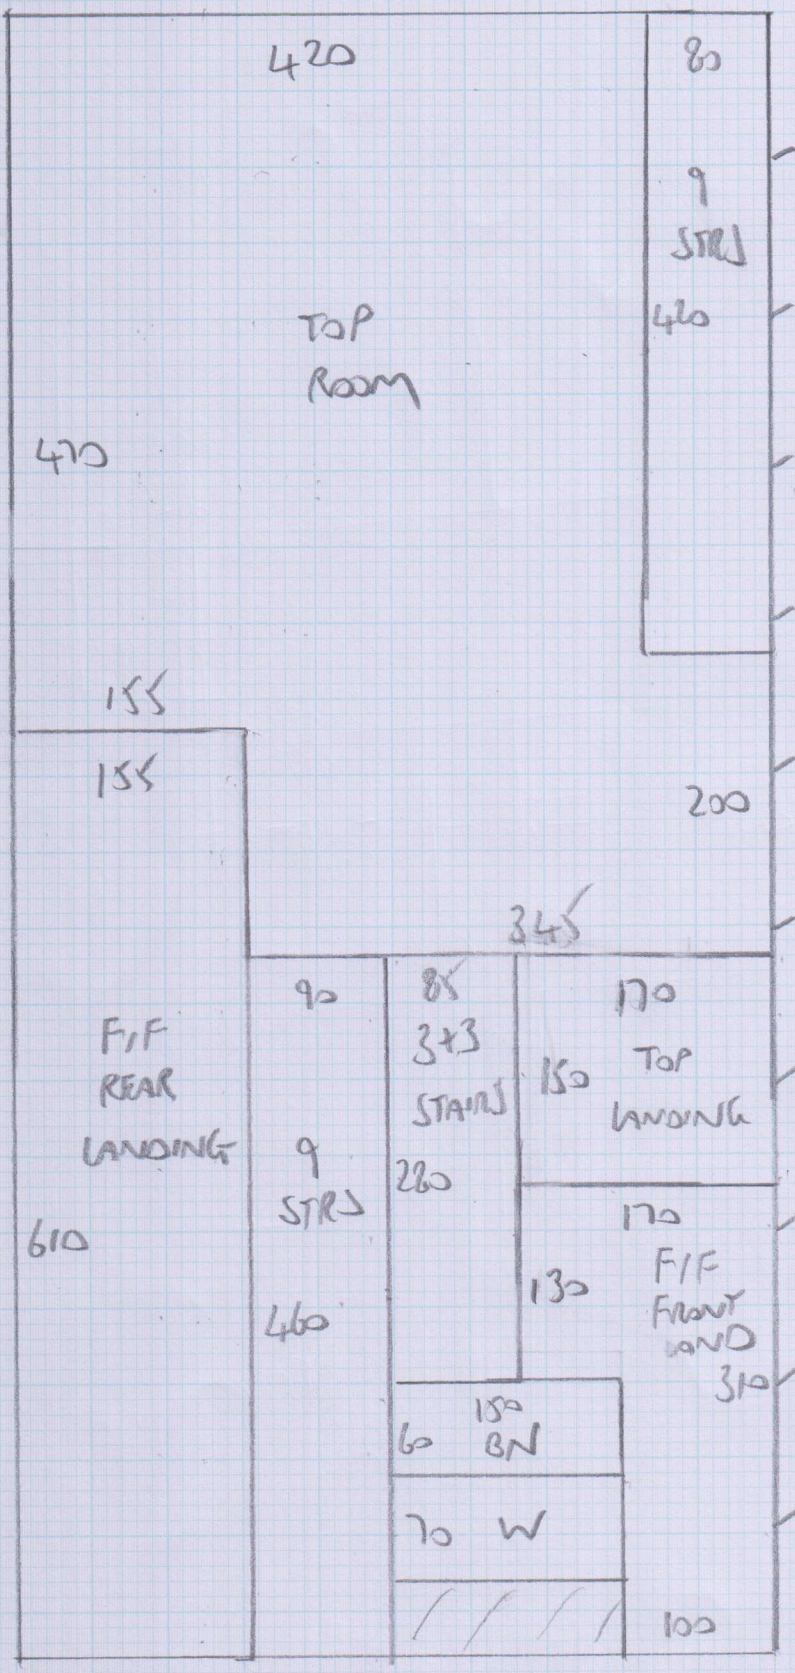 420
80
9
STRS
420
TOP
ROOM
470
155
155
200
345
90
85
170
3+3
STAIRS
150
TOP
LANDING
F/F
REAR
LANDING
9
STRS
280
610
170
130
F/F
FRONT
LAND
460
310
150
60
BN
70
W
100